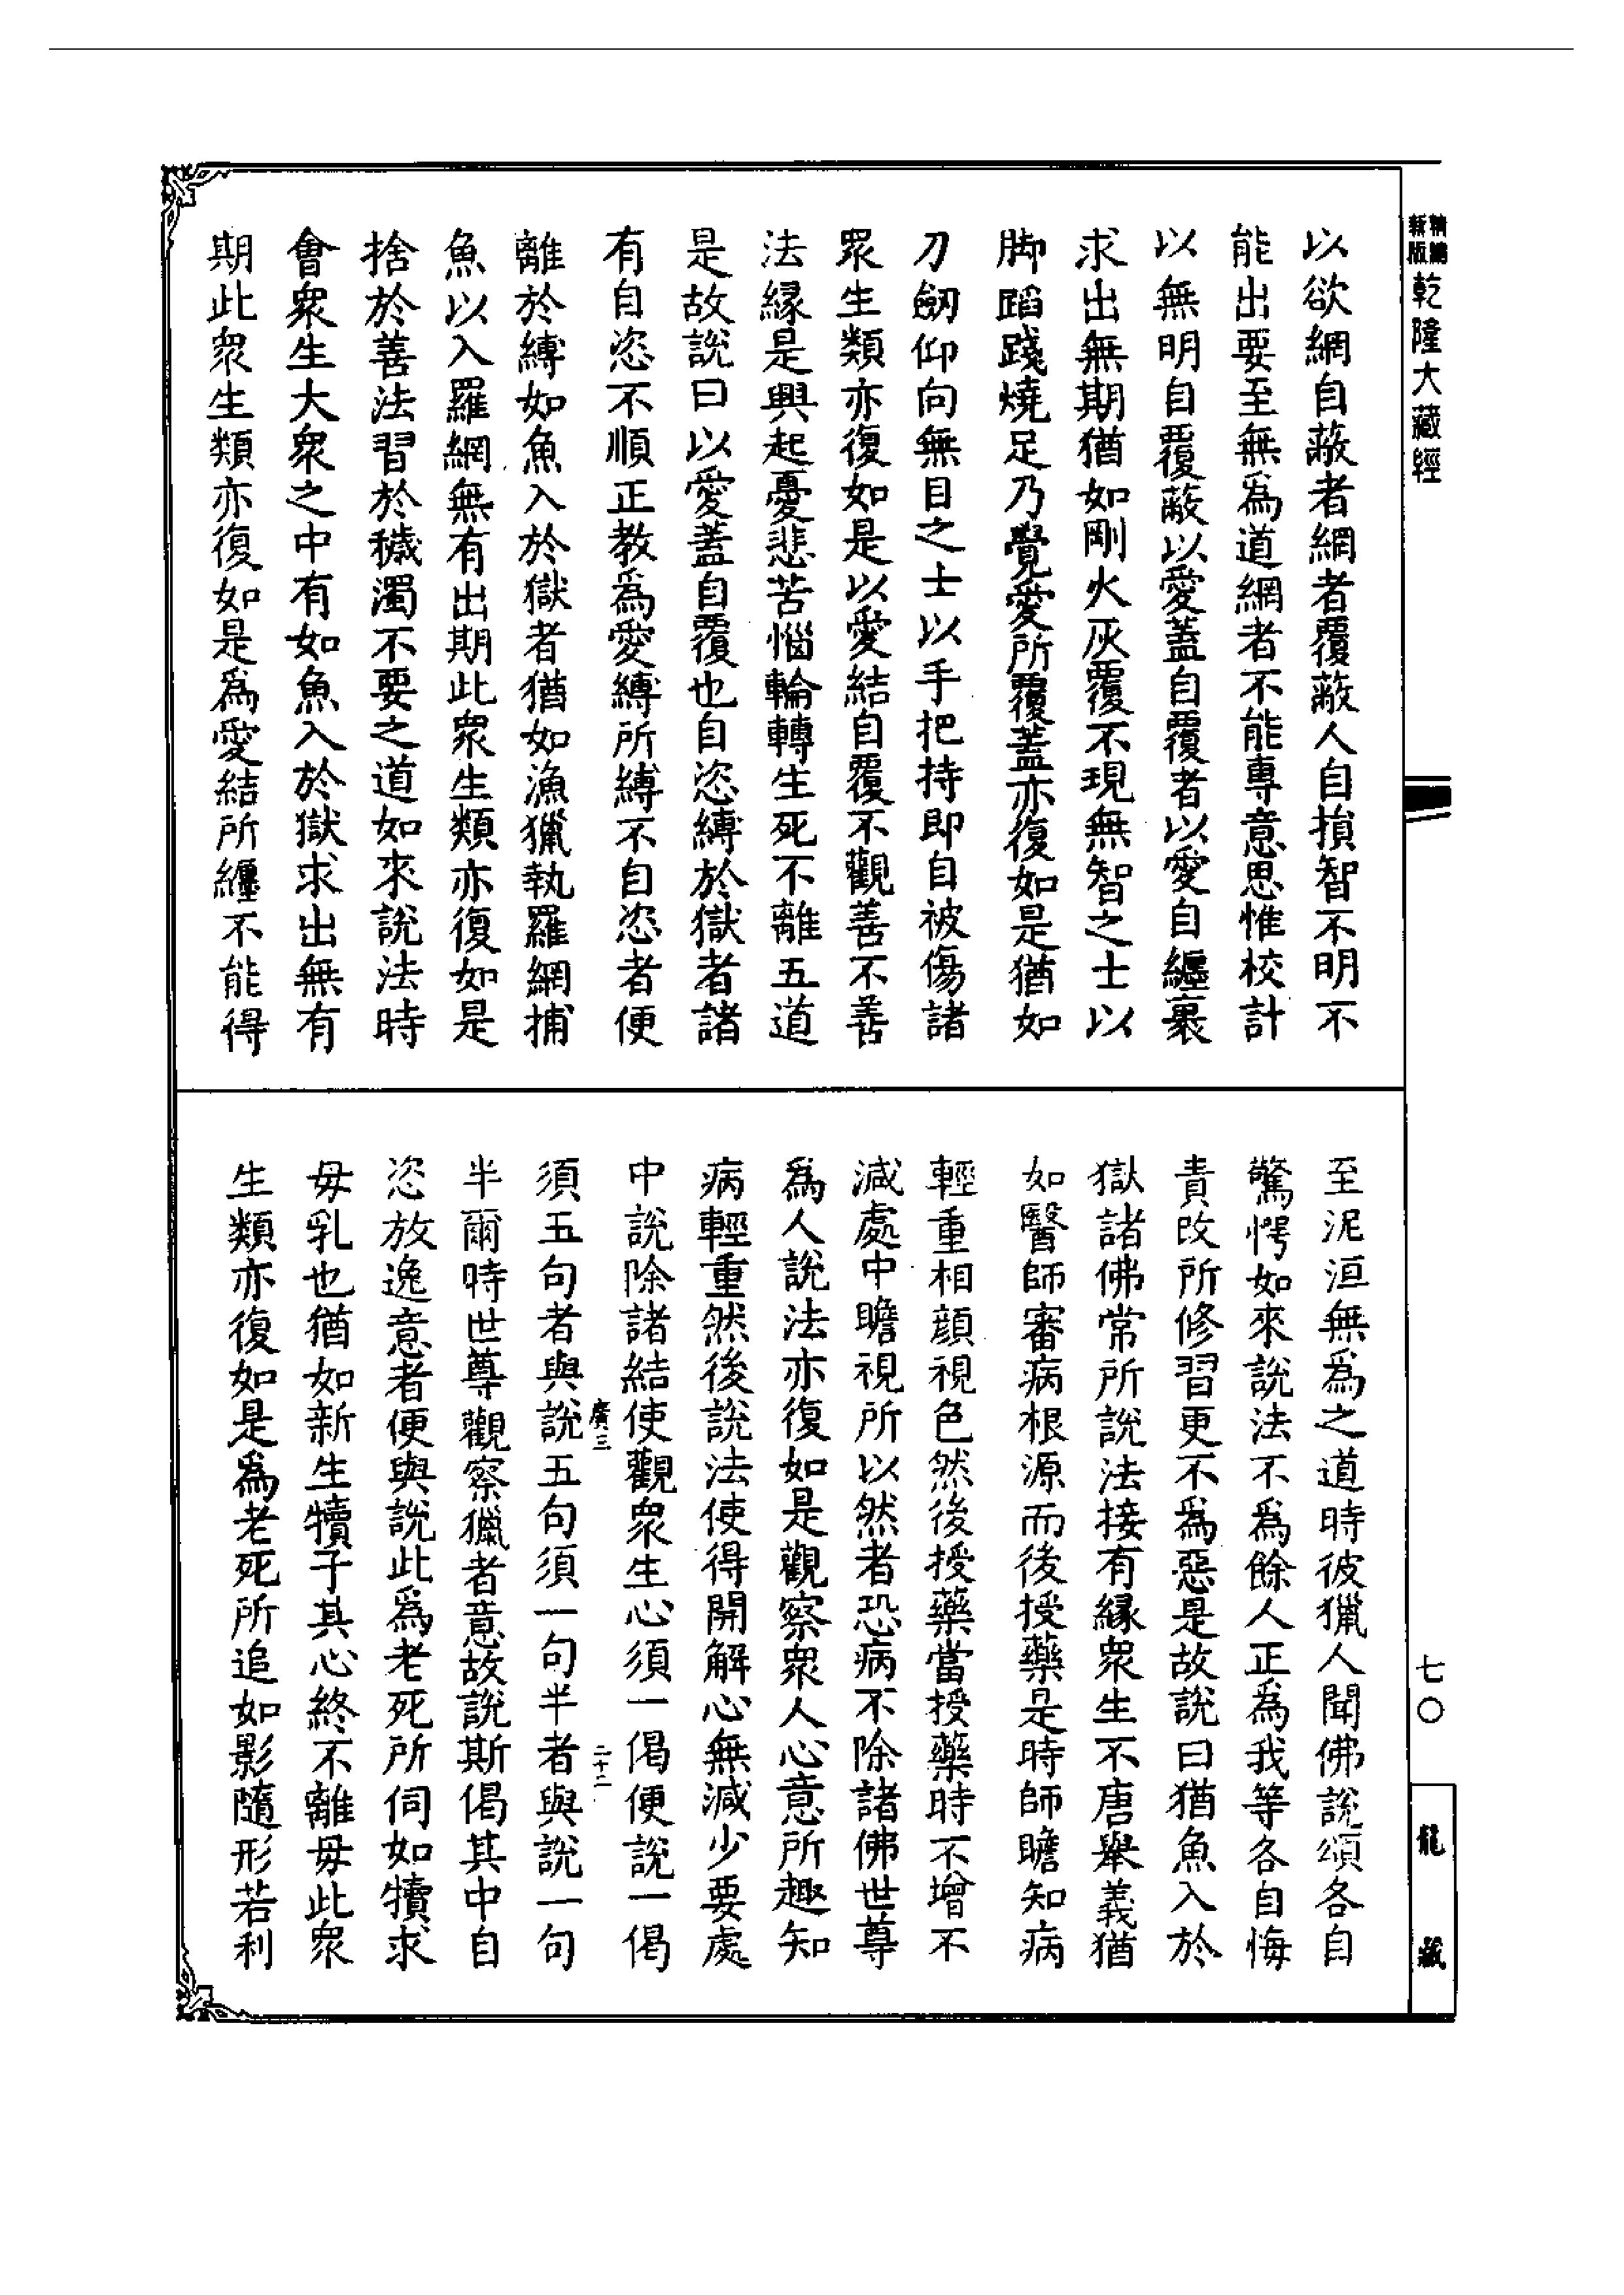 精編
新版
乾隆大藏經
以欲網自蔽者網者覆蔽人自損智不明不
能出要至無為道網者不能專意思惟校計
以無明自覆蔽以愛蓋自覆者以愛自纏裹
求出無期猶如剛火灰覆不現無智之士以
脚蹈踐燒足乃覺愛所覆蓋亦復如是猶如
刀劒仰向無目之士以手把持即自被傷諸
眾生類亦復如是以愛結自覆不觀善不善
法緣是興起憂悲苦惱輪轉生死不離五道
是故說曰以愛蓋自覆也自恣縛於獄者諸
有自恣不順正教為愛縛所縛不自恣者便
離於縛如魚入於獄者猶如漁獵執羅網捕
魚以入羅網無有出期此眾生類亦復如是
捨於善法習於穢濁不要之道如來說法時
會眾生大眾之中有如魚入於獄求出無有
期此眾生類亦復如是為愛結所纏不能得
至泥洹無為之道時彼獵人聞佛說頌各自
驚愕如來說法不為餘人正為我等各自悔
責改所修習更不為惡是故說曰猶魚入於
獄諸佛常所說法接有緣眾生不唐舉義猶
如醫師審病根源而後授藥是時師瞻知病
輕重相顏視色然後授藥當授藥時不增不
減處中瞻視所以然者恐病不除諸佛世尊
為人說法亦復如是觀察眾人心意所趣知
病輕重然後說法使得開解心無減少要處
中說除諸結使觀眾生心須一偈便說一偈
廣三
二十二
須五句者與說五句須一句半者與說一句
半爾時世尊觀察獵者意故說斯偈其中自
恣放逸意者便與說此為老死所伺如犢求
毋乳也猶如新生犢子其心終不離毋此眾
生類亦復如是為老死所追如影隨形若利
七〇
龍藏